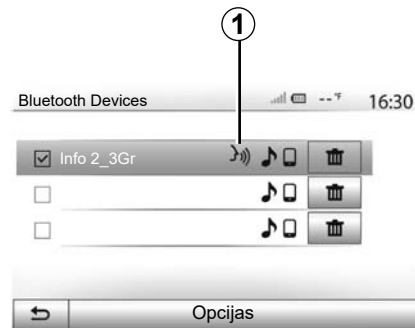 1
Bluetooth Devices --°F 16:30
Info 2_3Gr
Opcijas